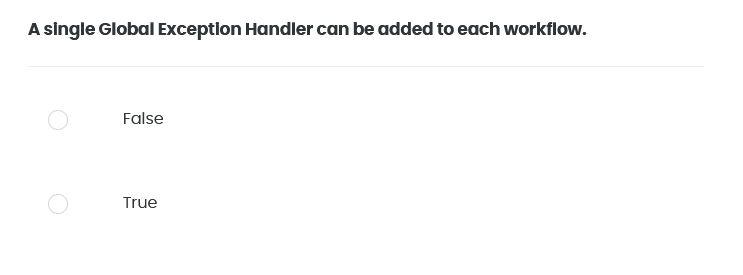 A single Global Exception Handler can be added to each workflow.
False
True